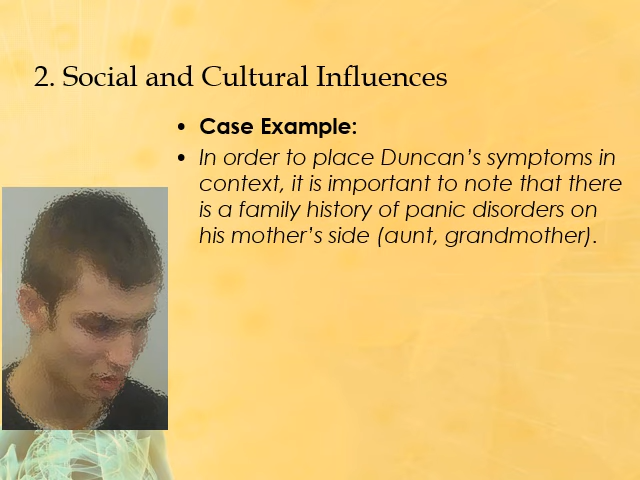 2. Social and Cultural Influences
• Case Example:
• In order to place Duncan’s symptoms in
context, it is important to note that there
is a family history of panic disorders on
his mother’s side (aunt, grandmother).